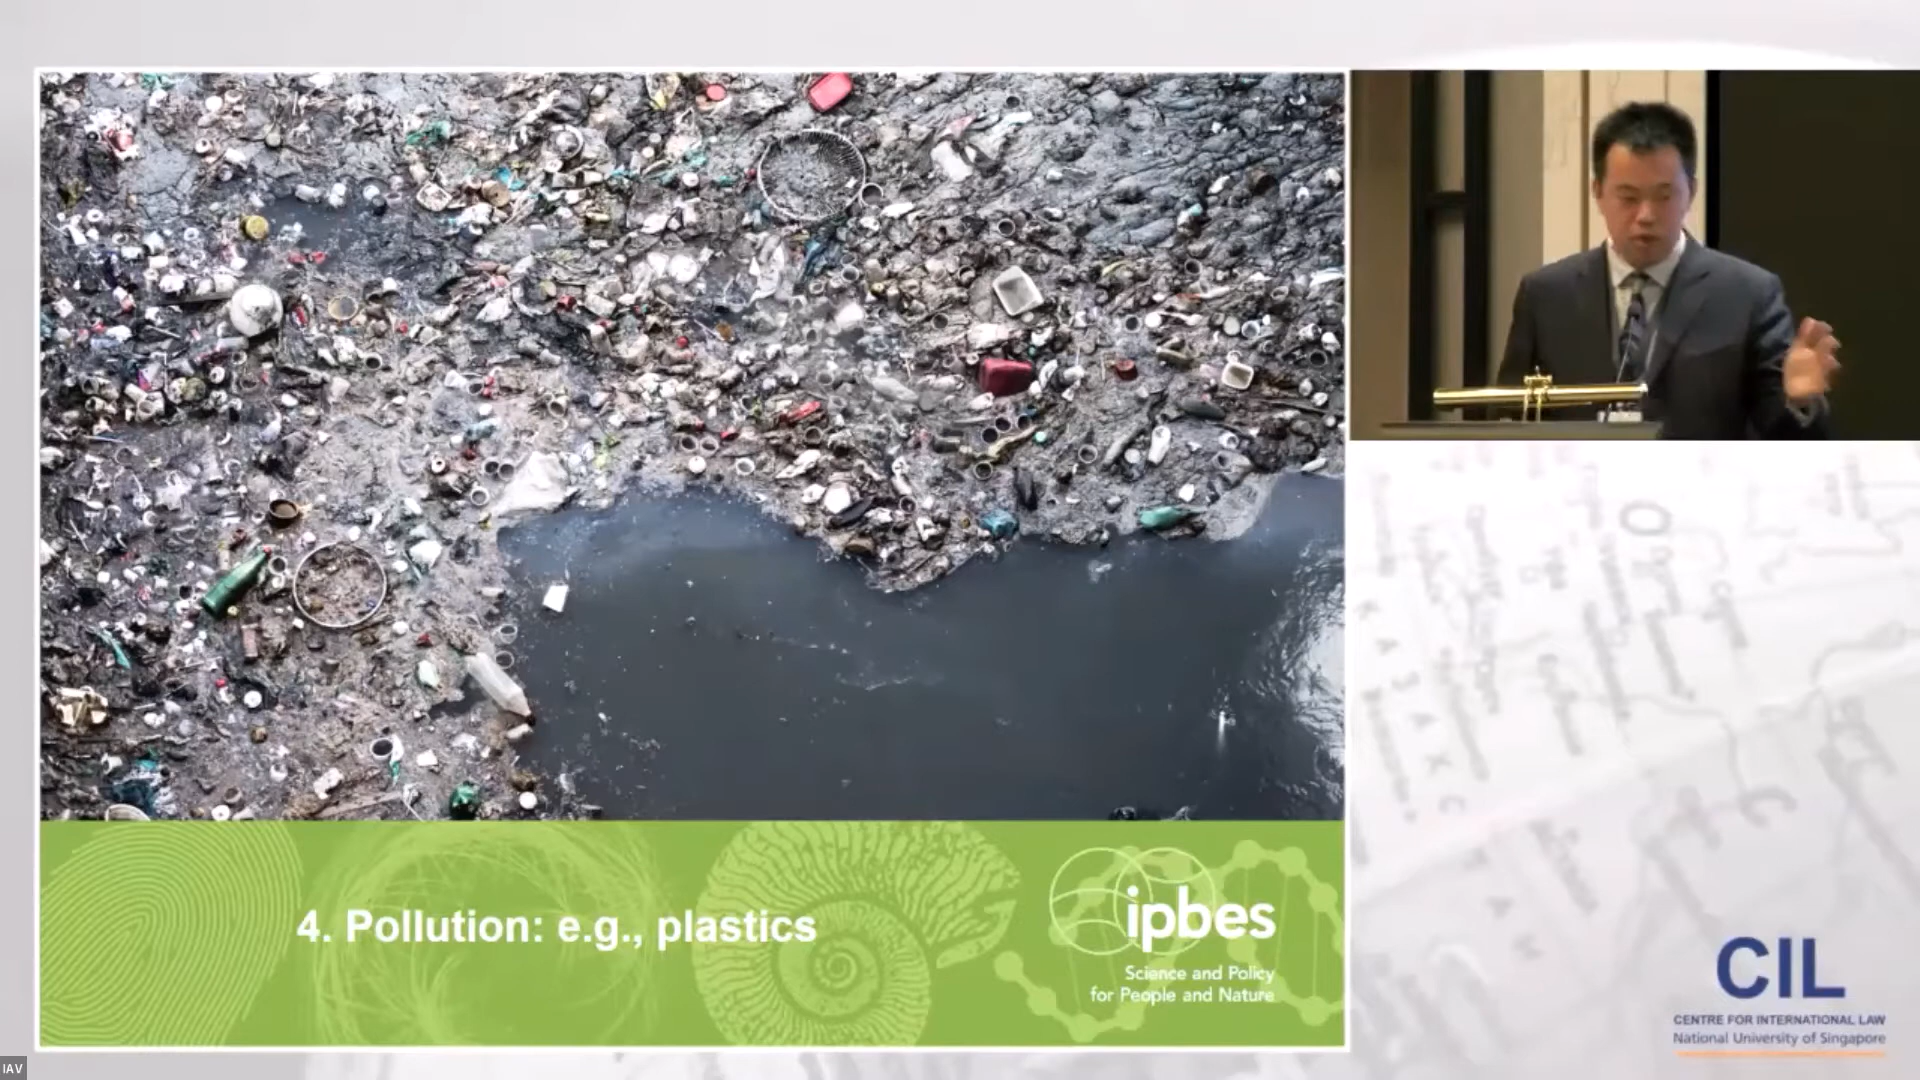 4. Pollution: e.g., plastics
ipbes
Science and Policy
for People and Nature
CIL
CENTRE FOR INTERNATIONAL LAW
National University of Singapore
IAV